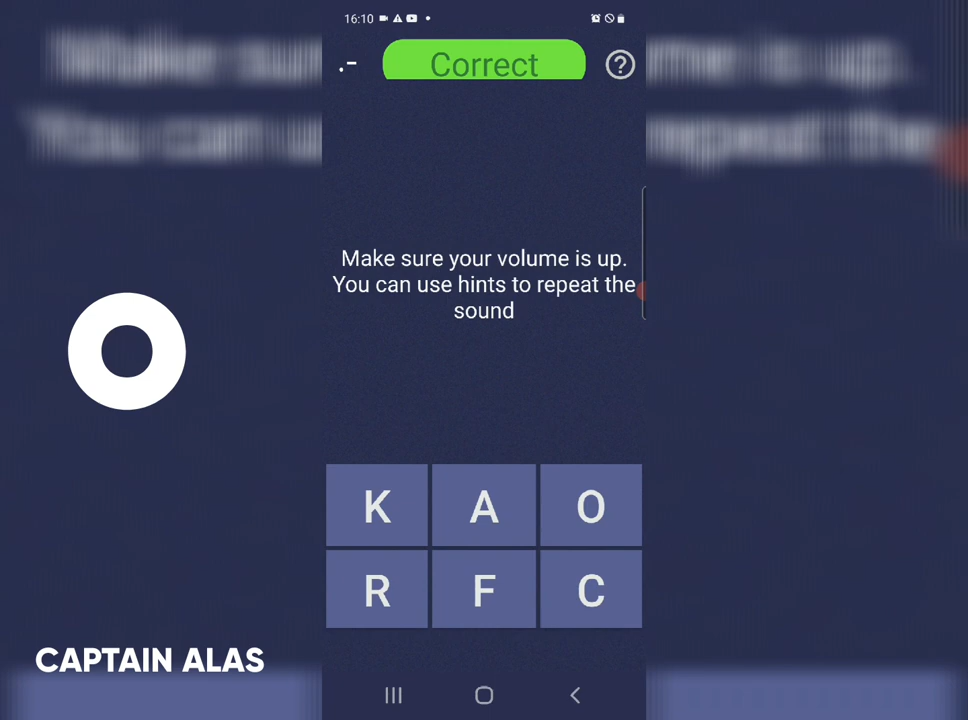 16:10
.-
Correct
?
Make sure your volume is up.
You can use hints to repeat the
sound
K A O
R F C
CAPTAIN ALAS